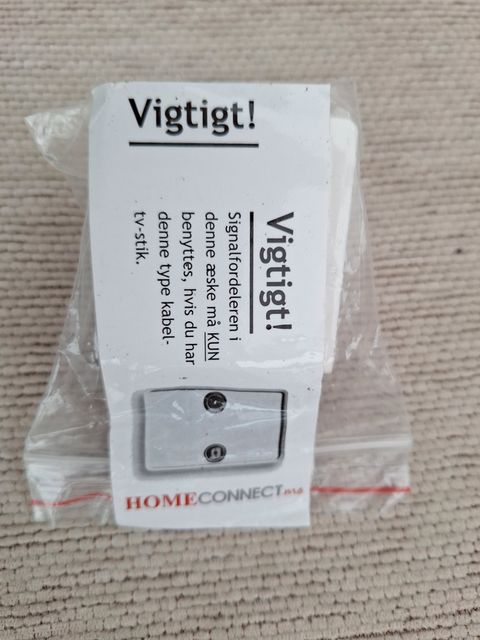 Vigtigt!
Vigtigt!
Signalfordeleren i
denne æske må KUN
benyttes, hvis du har
denne type kabel-
tv-stik.
HOMECONNECT